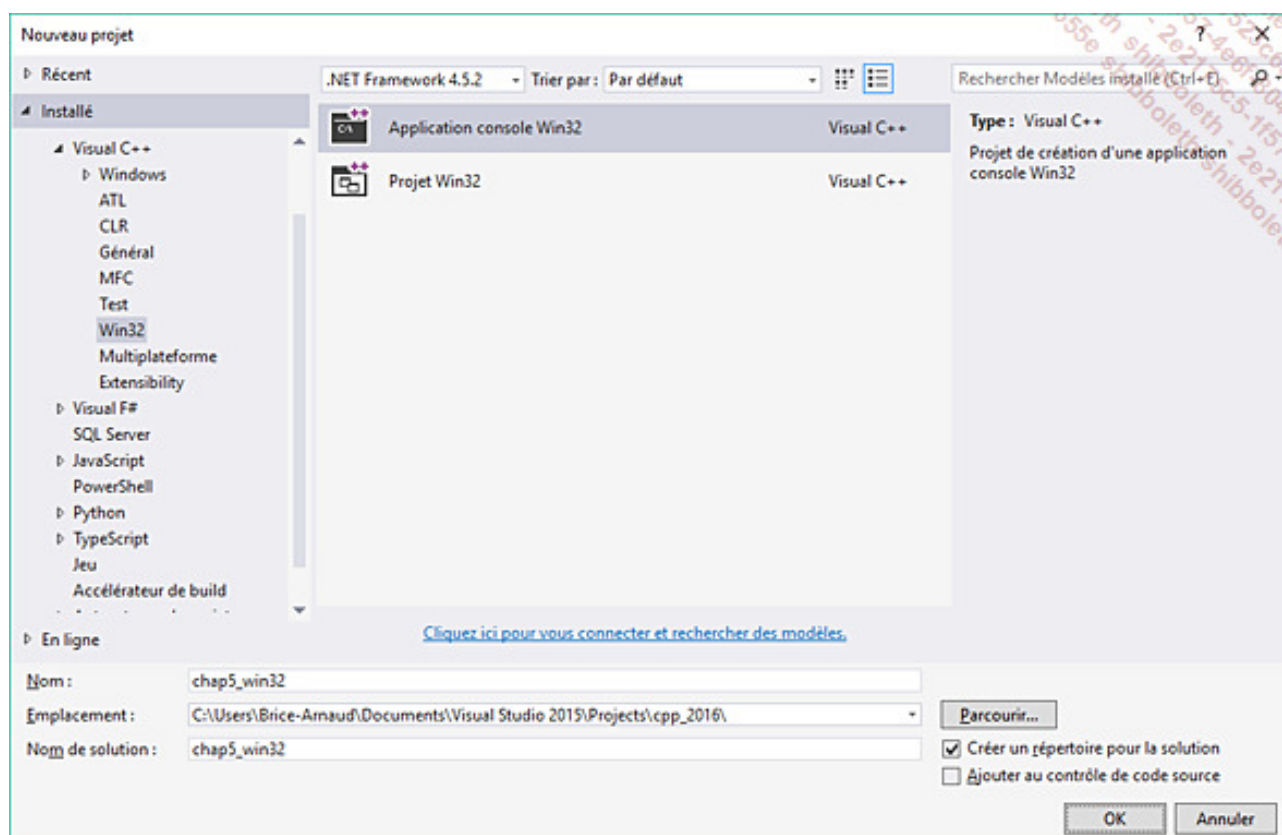 Nouveau projet
? ×
Récent
Installé
Visual C++
Windows
ATL
CLR
Général
MFC
Test
Win32
Multiplateforme
Extensibility
Visual F#
SQL Server
JavaScript
PowerShell
Python
TypeScript
Jeu
Accélérateur de build
En ligne
.NET Framework 4.5.2 Trier par : Par défaut
Application console Win32 Visual C++
Projet Win32 Visual C++
Cliquez ici pour vous connecter et rechercher des modèles.
Rechercher Modèles installé (Ctrl+E)
Type : Visual C++
Projet de création d'une application
console Win32
Nom : chap5_win32
Emplacement : C:\Users\Brice-Arnaud\Documents\Visual Studio 2015\Projects\cpp_2016\
Parcourir...
Nom de solution : chap5_win32
Créer un répertoire pour la solution
Ajouter au contrôle de code source
OK Annuler